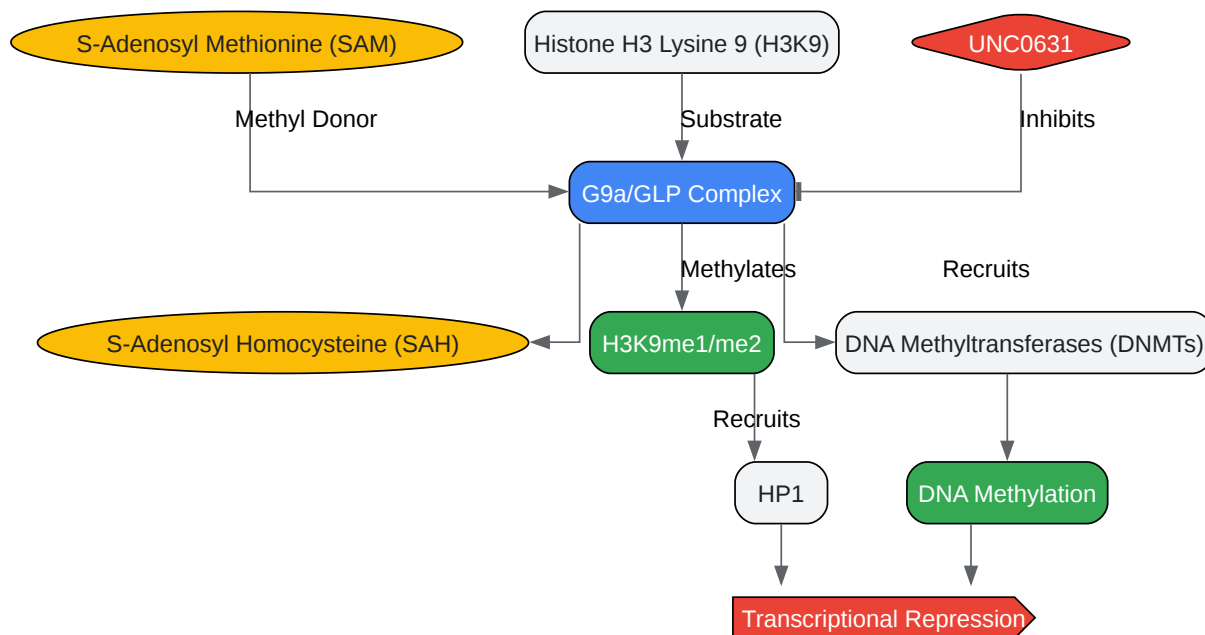 S-Adenosyl Methionine (SAM)
Histone H3 Lysine 9 (H3K9)
UNC0631
Methyl Donor
Substrate
Inhibits
G9a/GLP Complex
Methylates
Recruits
S-Adenosyl Homocysteine (SAH)
H3K9me1/me2
DNA Methyltransferases (DNMTs)
Recruits
HP1
DNA Methylation
Transcriptional Repression